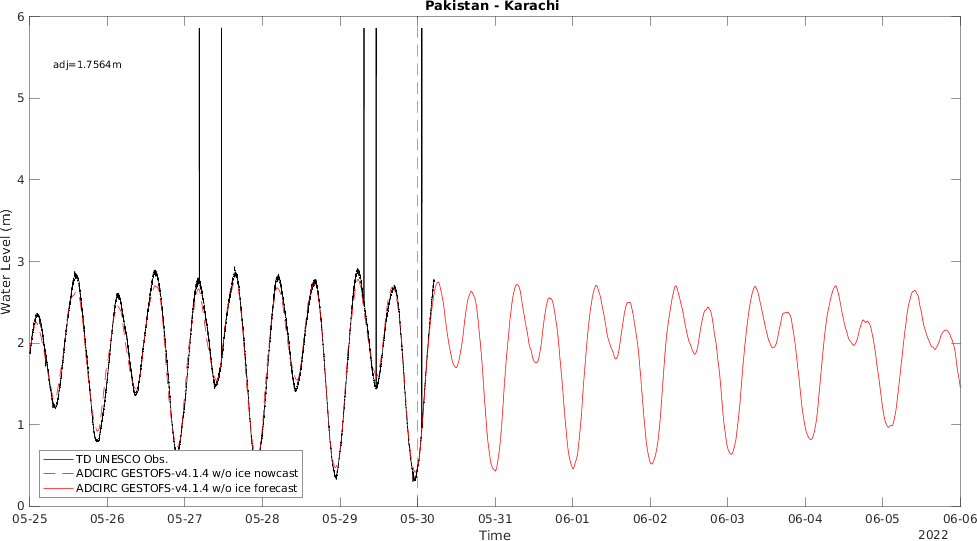 Pakistan - Karachi
6
adj=1.7564m
5
4
3
2
1
0
Water Level (m)
TD UNESCO Obs.
ADCIRC GESTOFS-v4.1.4 w/o ice nowcast
ADCIRC GESTOFS-v4.1.4 w/o ice forecast
05-25 05-26 05-27 05-28 05-29 05-30 05-31 06-01 06-02 06-03 06-04 06-05 06-06
Time
2022